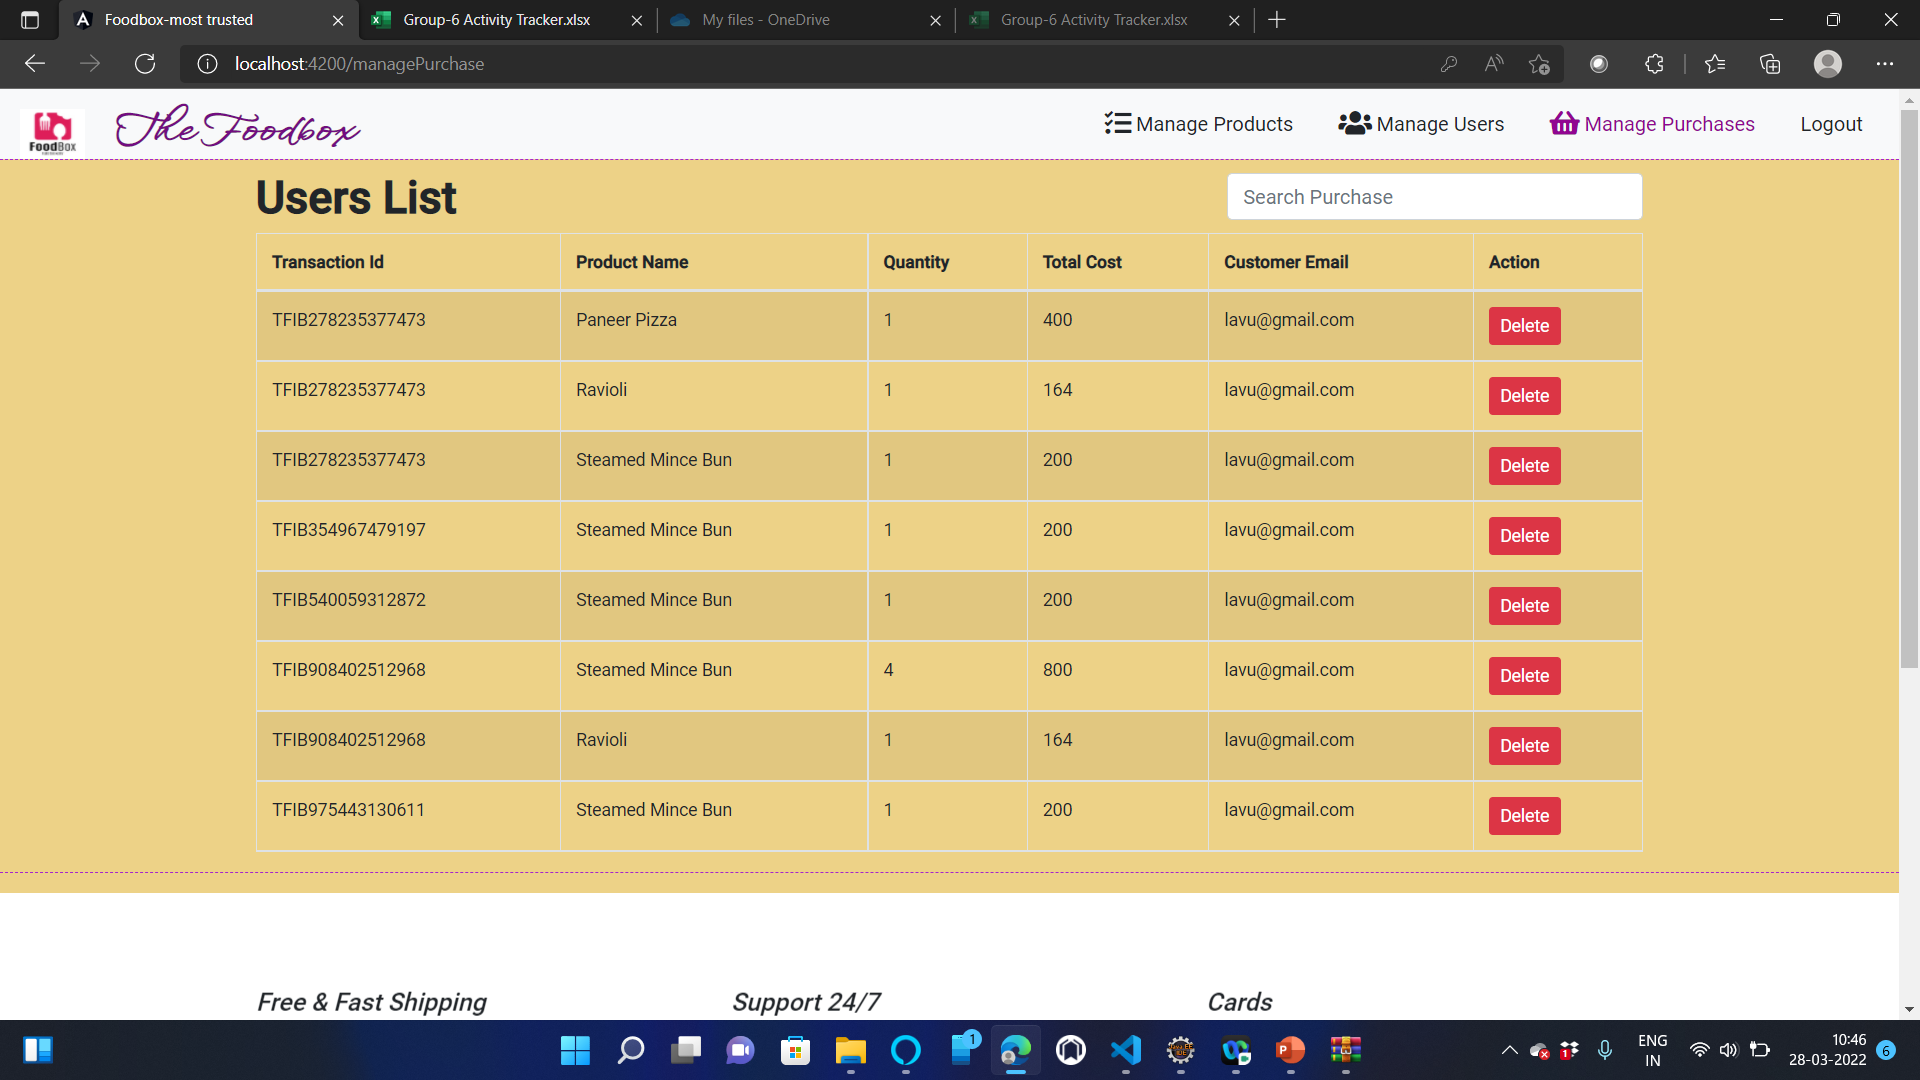 Foodbox-most trusted Group-6 Activity Tracker.xlsx My files - OneDrive Group-6 Activity Tracker.xlsx
localhost:4200/managePurchase
FoodBox The Foodbox Manage Products Manage Users Manage Purchases Logout
Users List Search Purchase
Transaction Id Product Name Quantity Total Cost Customer Email Action
TFIB278235377473 Paneer Pizza 1 400 lavu@gmail.com Delete
TFIB278235377473 Ravioli 1 164 lavu@gmail.com Delete
TFIB278235377473 Steamed Mince Bun 1 200 lavu@gmail.com Delete
TFIB354967479197 Steamed Mince Bun 1 200 lavu@gmail.com Delete
TFIB540059312872 Steamed Mince Bun 1 200 lavu@gmail.com Delete
TFIB908402512968 Steamed Mince Bun 4 800 lavu@gmail.com Delete
TFIB908402512968 Ravioli 1 164 lavu@gmail.com Delete
TFIB975443130611 Steamed Mince Bun 1 200 lavu@gmail.com Delete
Free & Fast Shipping Support 24/7 Cards
1 1 ENG 10:46
IN 28-03-2022 6